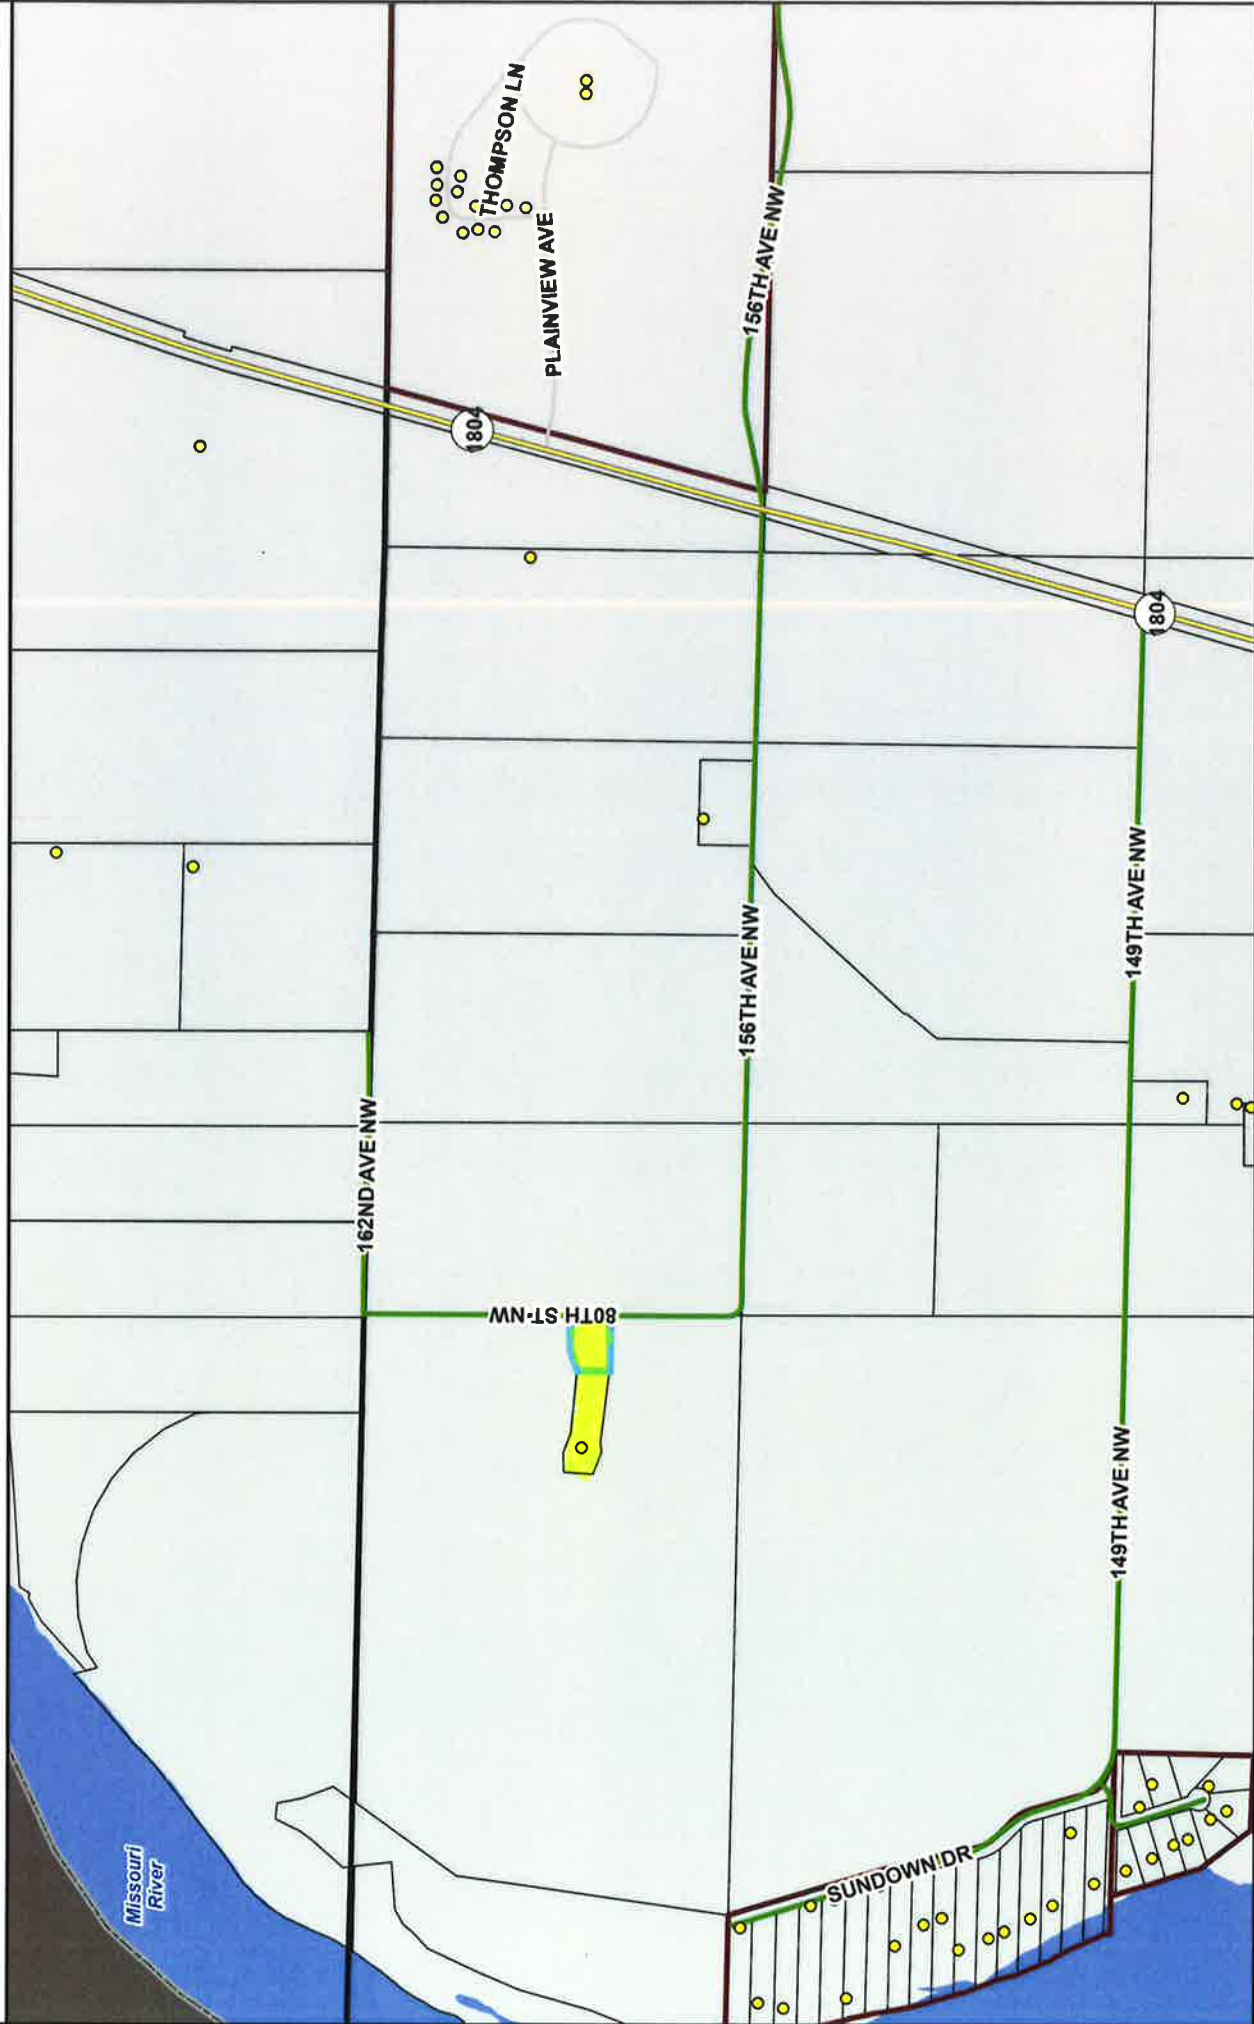 THOMPSON LN
PLAINVIEW AVE
156TH AVE NW
1804
1804
149TH AVE NW
156TH AVE NW
162ND AVE NW
80TH ST NW
149TH AVE NW
Missouri
River
SUNDOWN DR